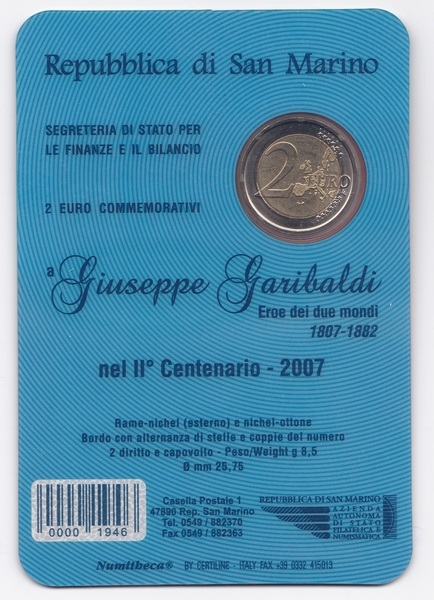 Repubblica di San Marino
SEGRETERIA DI STATO PER
LE FINANZE E IL BILANCIO
2 EURO
2 EURO COMMEMORATIVI
a Giuseppe Garibaldi
Eroe dei due mondi
1807-1882
nel II° Centenario - 2007
Rame-nichel (esterno) e nichel-ottone
Bordo con alternanza di stelle e coppie del numero
2 diritto e capovolto - Peso/Weight g 8,5
Ø mm 25,75
0000 1946
Casella Postale 1
47890 Rep. San Marino
Tel. 0549 / 882370
Fax 0549 / 882363
REPUBBLICA DI SAN MARINO
AZIENDA
AUTONOMA
DI STATO
FILATELICA E
NUMISMATICA
Numitheca® BY CERTILINE - ITALY FAX +39 0332 415013